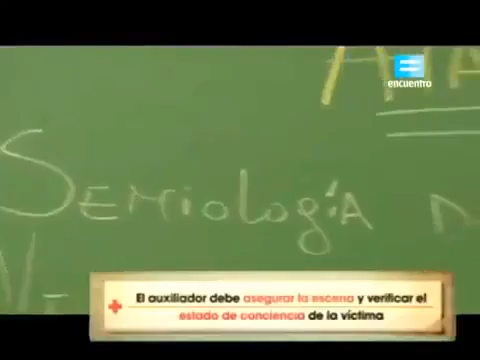 encuentro
SEMiologíA
El auxiliador debe asegurar la escena y verificar el
estado de conciencia de la víctima